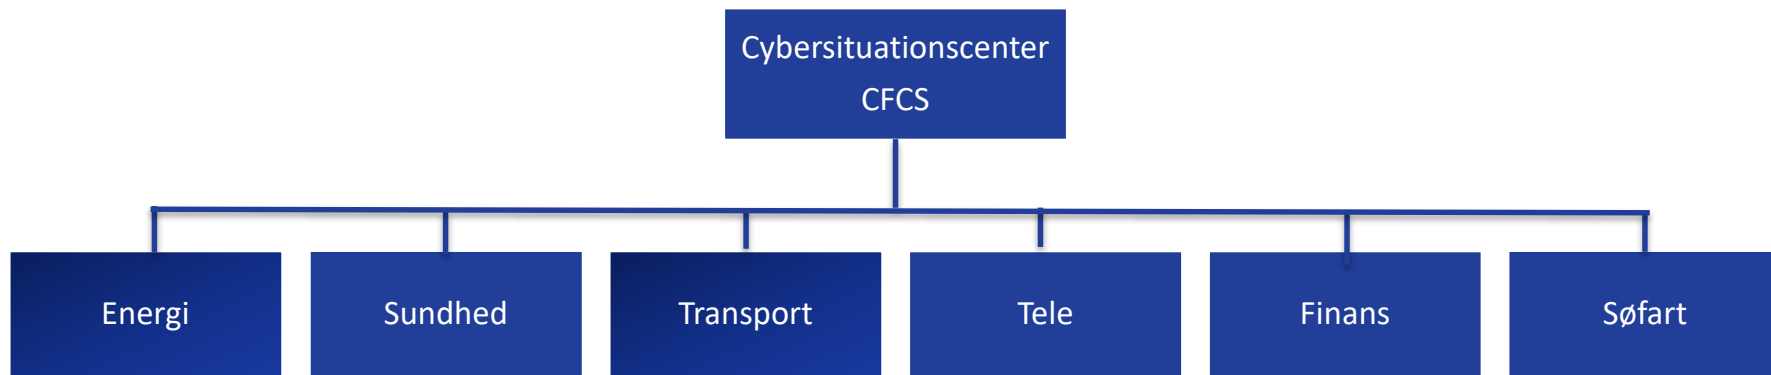 Cybersituationscenter
CFCS
Energi
Sundhed
Transport
Tele
Finans
Søfart